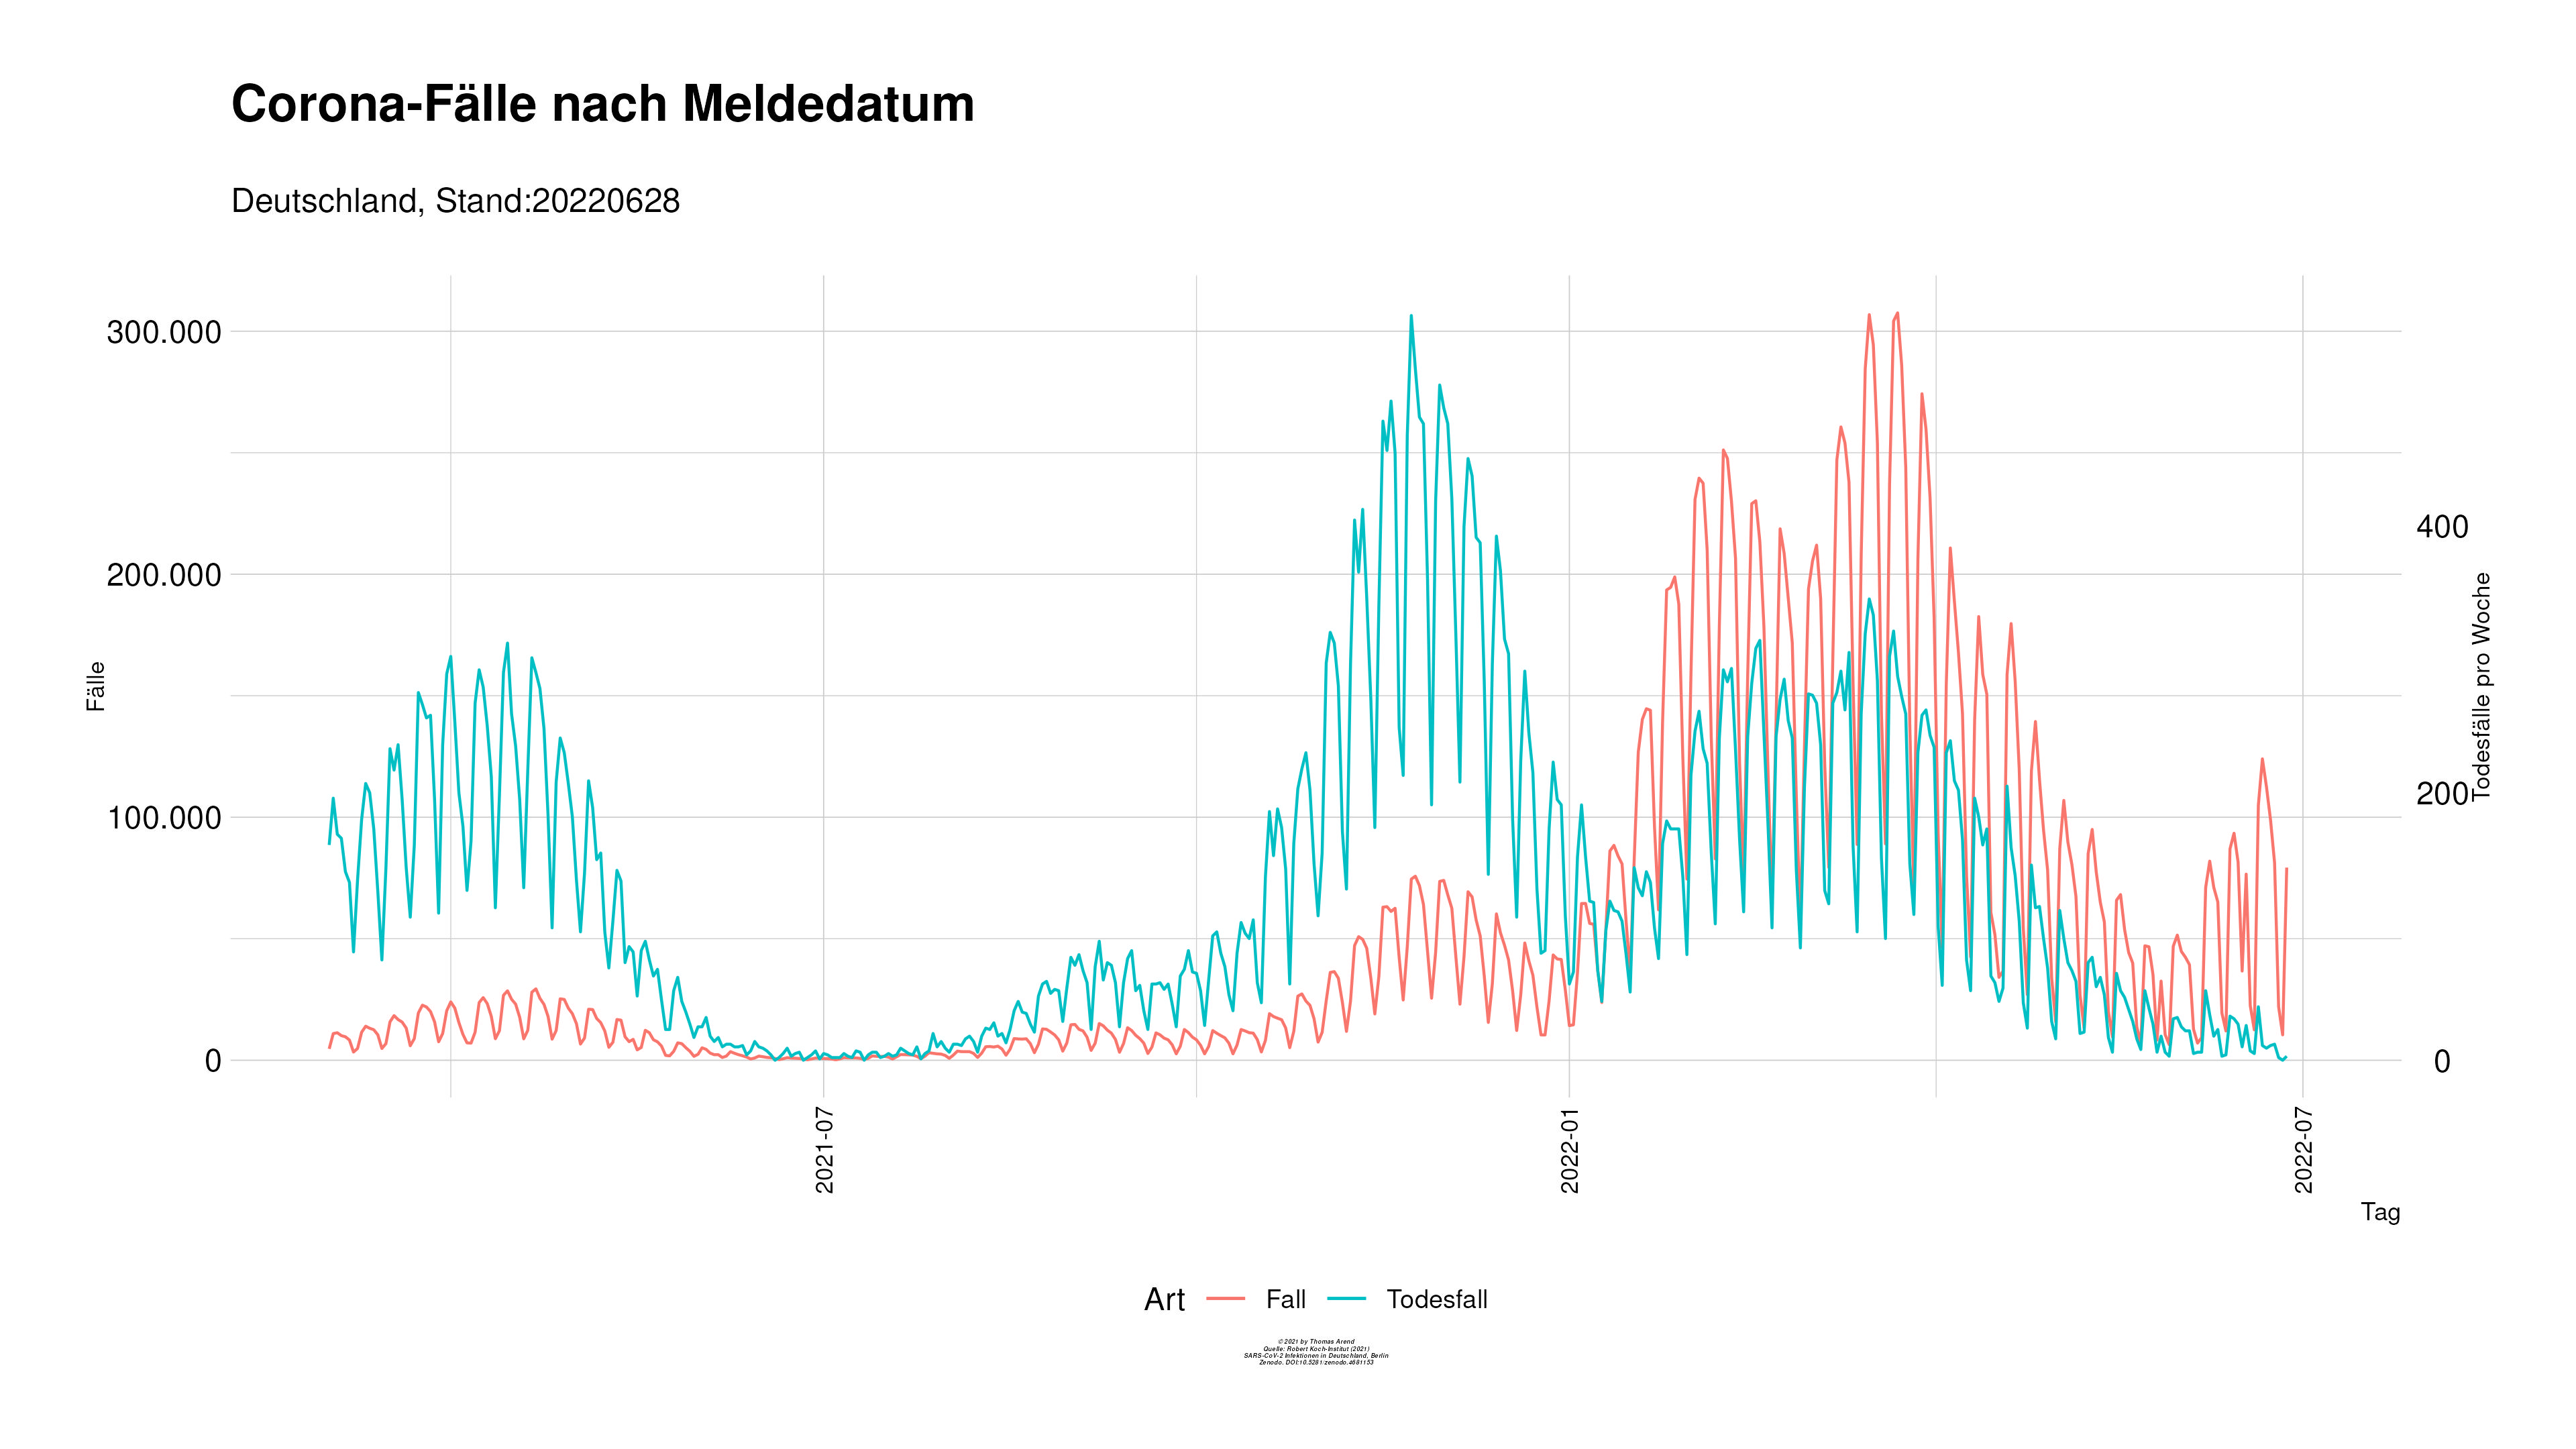 Corona-Fälle nach Meldedatum
Deutschland, Stand:20220628
300.000
200.000
100.000
0
Fälle
400
200
0
Todesfälle pro Woche
2021-07
2022-01
2022-07
Tag
Art Fall Todesfall
© 2021 by Thomas Arend
Quelle: Robert Koch-Institut (2021)
SARS-CoV-2 Infektionen in Deutschland, Berlin
Zenodo. DOI:10.5281/zenodo.4681153